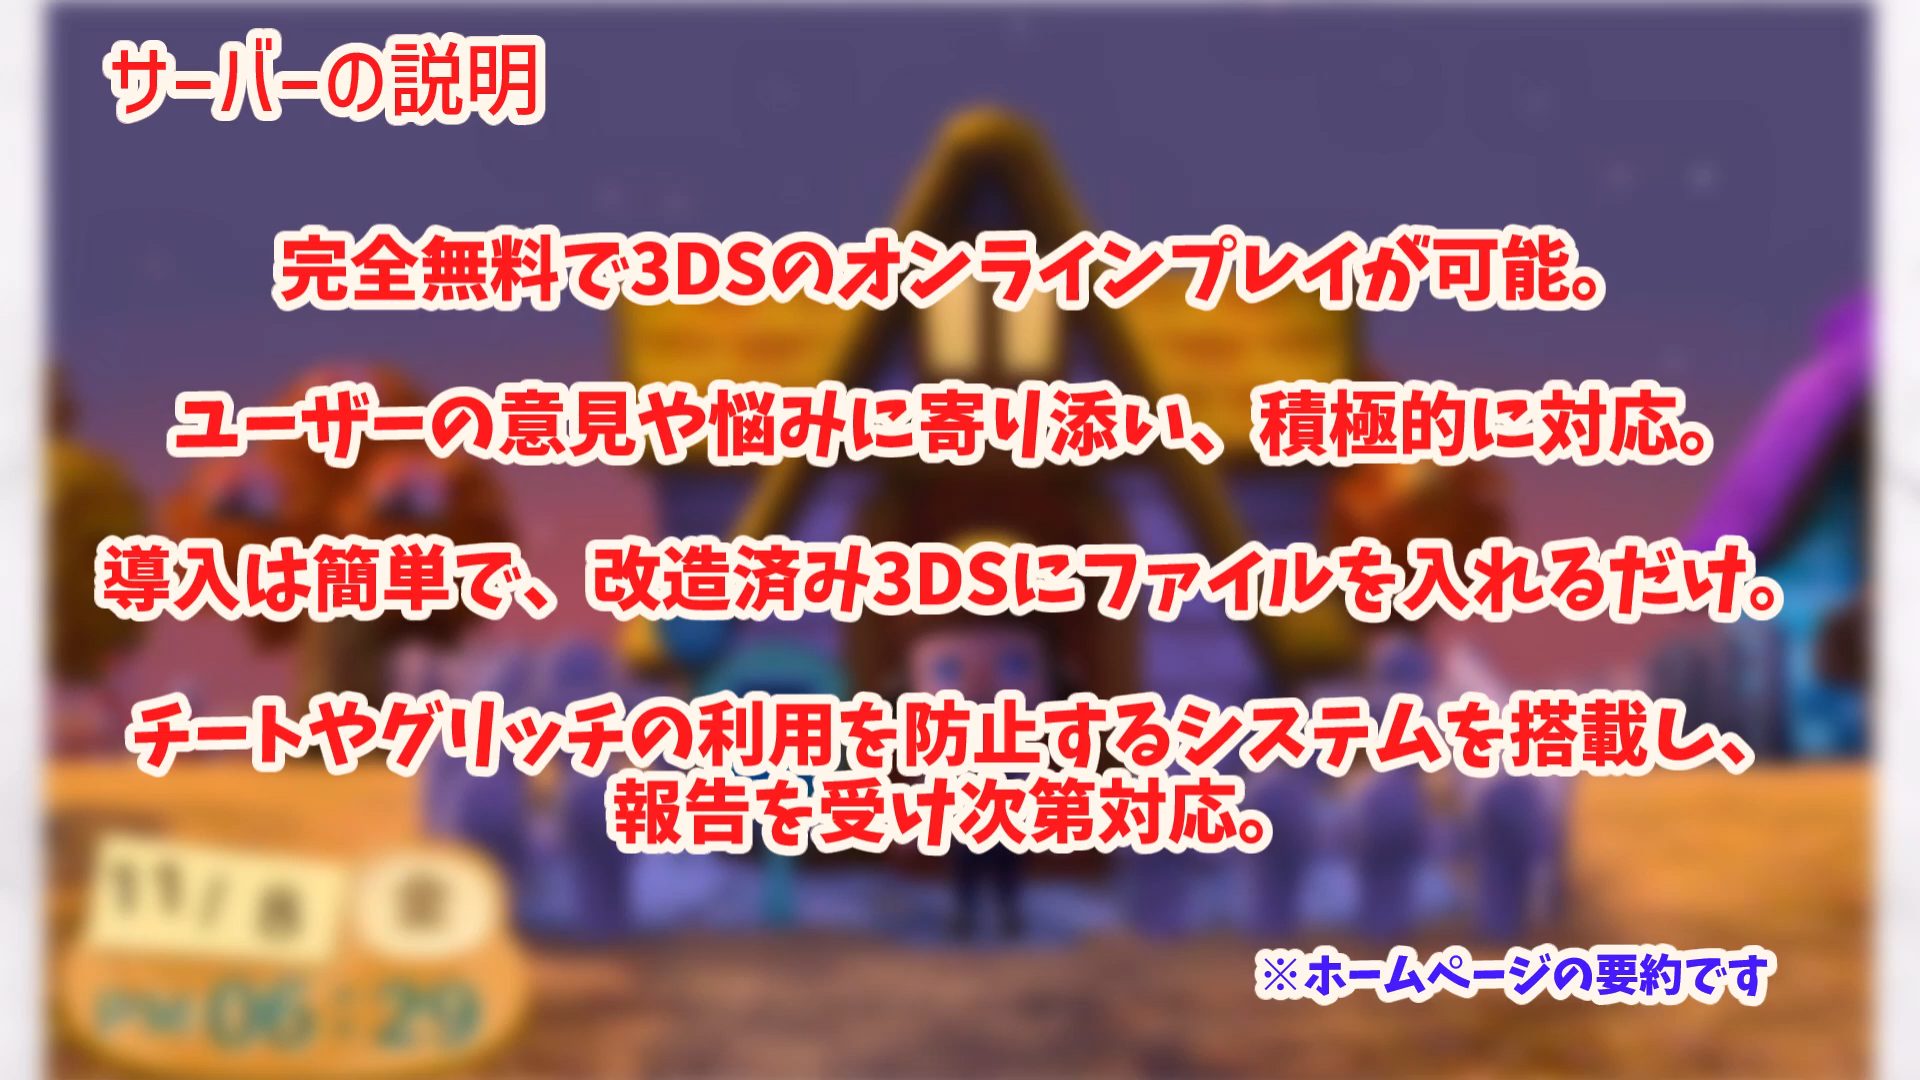 サーバーの説明
完全無料で3DSのオンラインプレイが可能。
ユーザーの意見や悩みに寄り添い、積極的に対応。
導入は簡単で、改造済み3DSにファイルを入れるだけ。
チートやグリッチの利用を防止するシステムを搭載し、
報告を受け次第対応。
※ホームページの要約です
11/8
PM 06:29